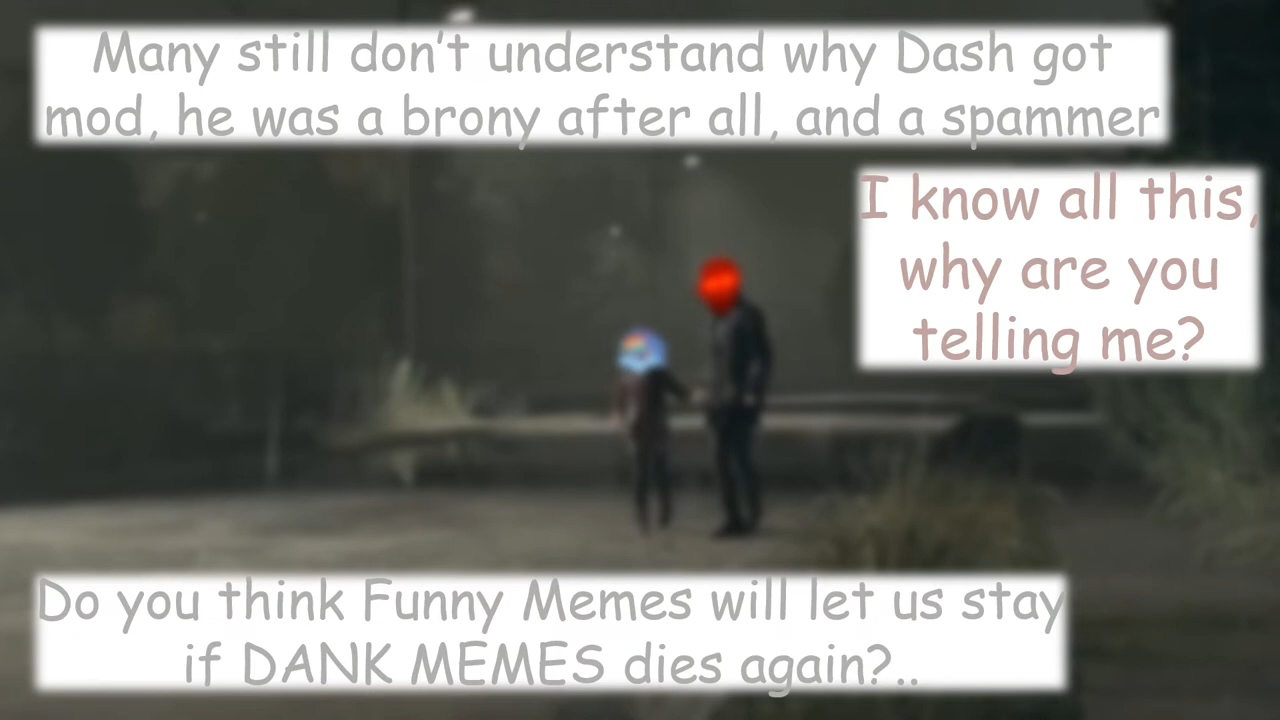 Many still don't understand why Dash got
mod, he was a brony after all, and a spammer
I know all this,
why are you
telling me?
Do you think Funny Memes will let us stay
if DANK MEMES dies again?..